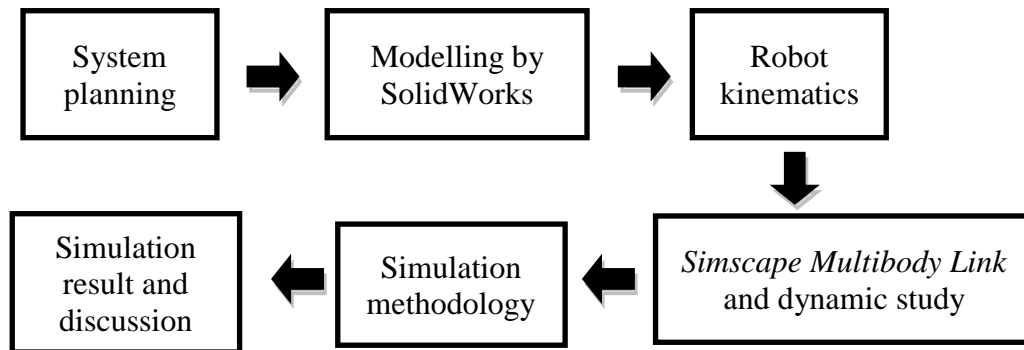 System
planning
Modelling by
SolidWorks
Robot
kinematics
Simscape Multibody Link
and dynamic study
Simulation
methodology
Simulation
result and
discussion